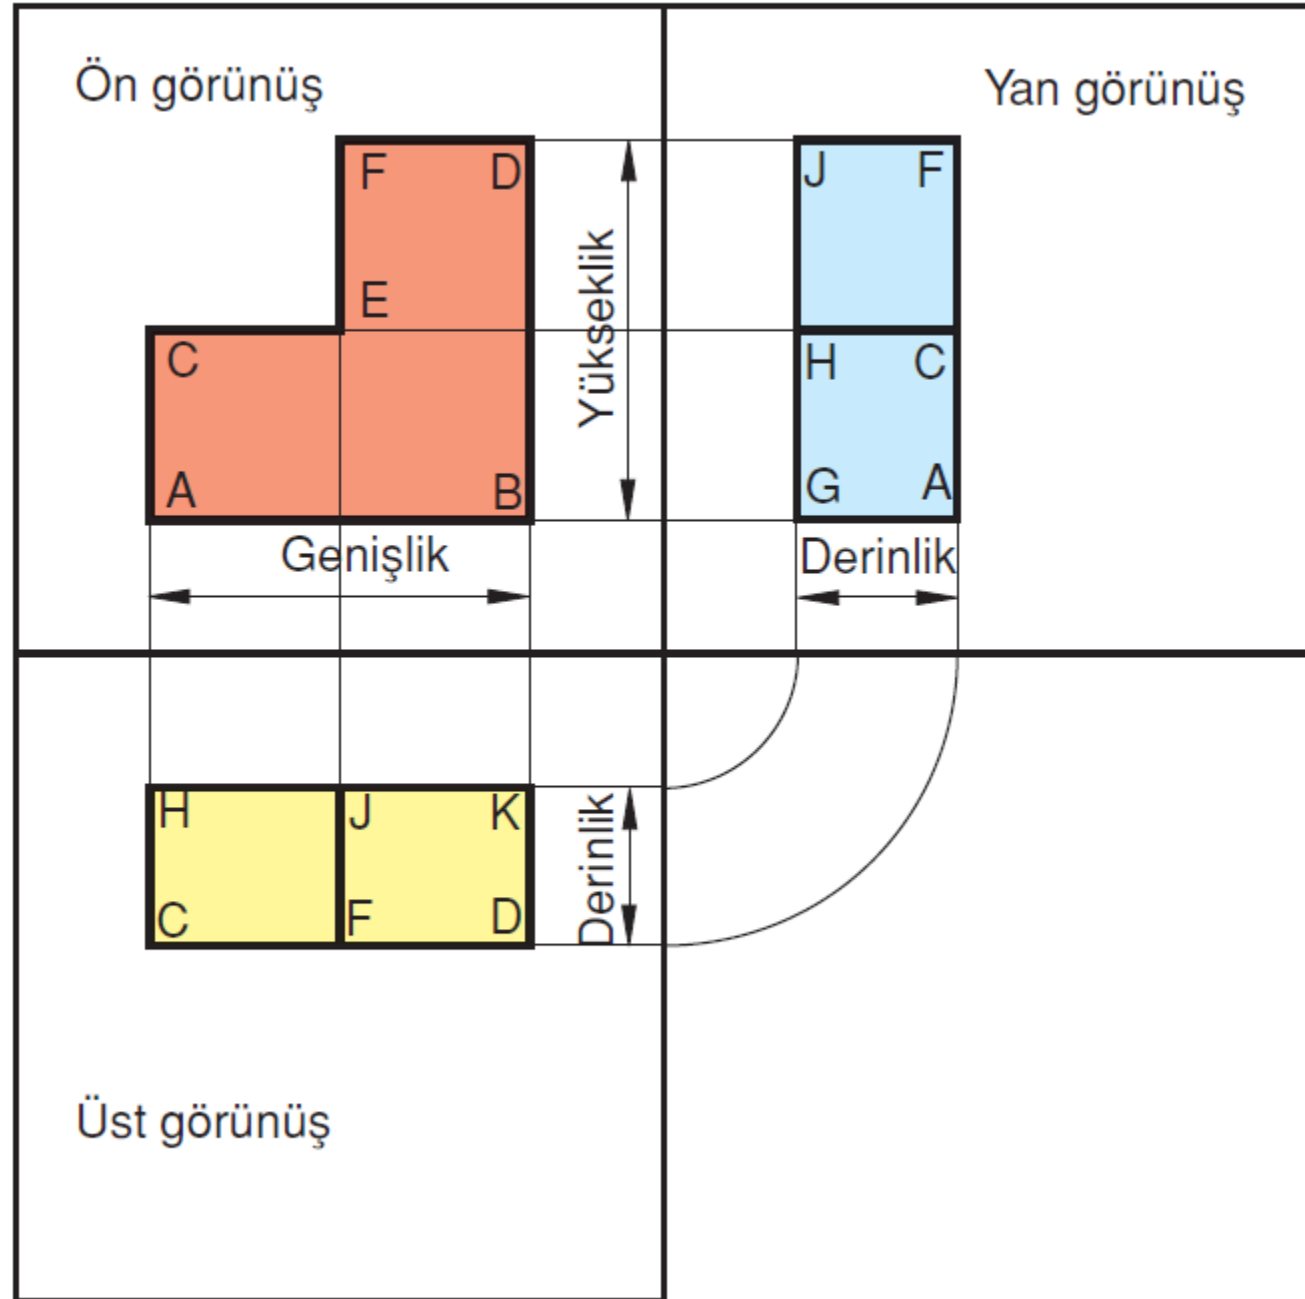 Ön görünüş
Yan görünüş
F D
E
C
A B
Yükseklik
Genişlik
J F
H C
G A
Derinlik
H J K
C F D
Derinlik
Üst görünüş